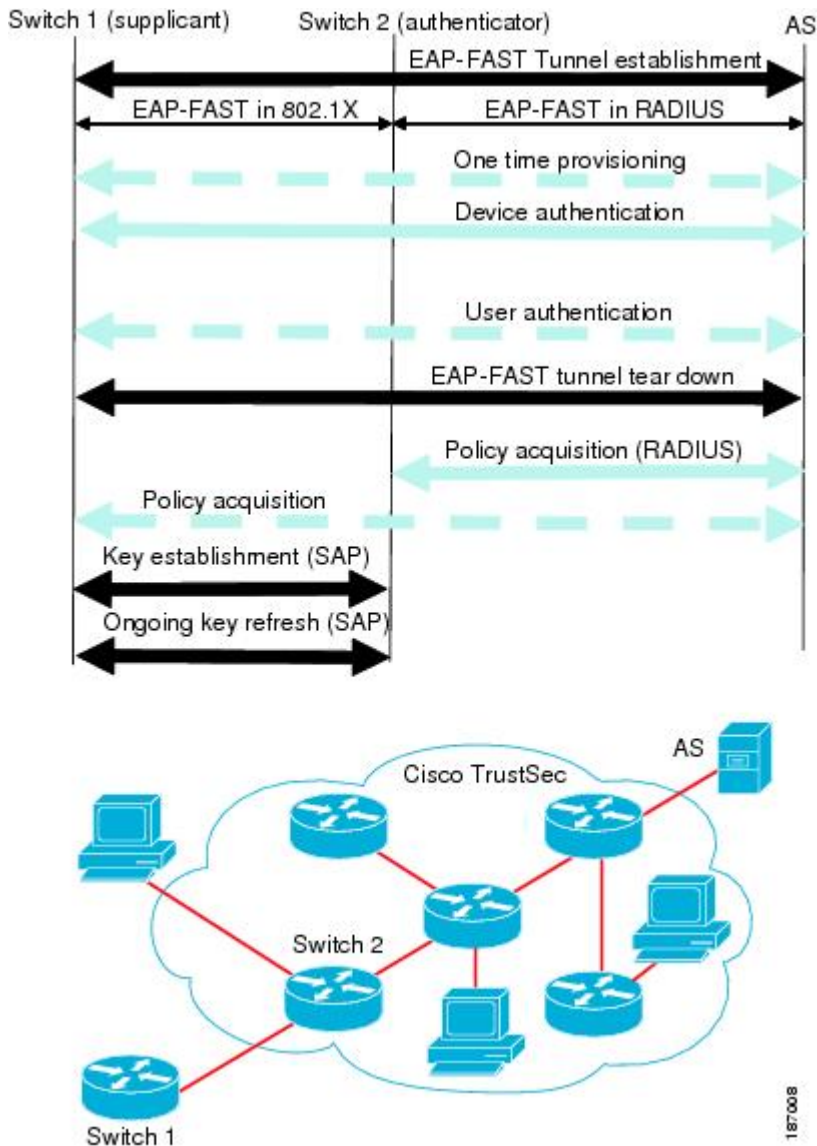 Switch 1 (supplicant) Switch 2 (authenticator) AS
EAP-FAST Tunnel establishment
EAP-FAST in 802.1X EAP-FAST in RADIUS
One time provisioning
Device authentication
User authentication
EAP-FAST tunnel tear down
Policy acquisition (RADIUS)
Policy acquisition
Key establishment (SAP)
Ongoing key refresh (SAP)
AS
Cisco TrustSec
Switch 2
Switch 1
187008